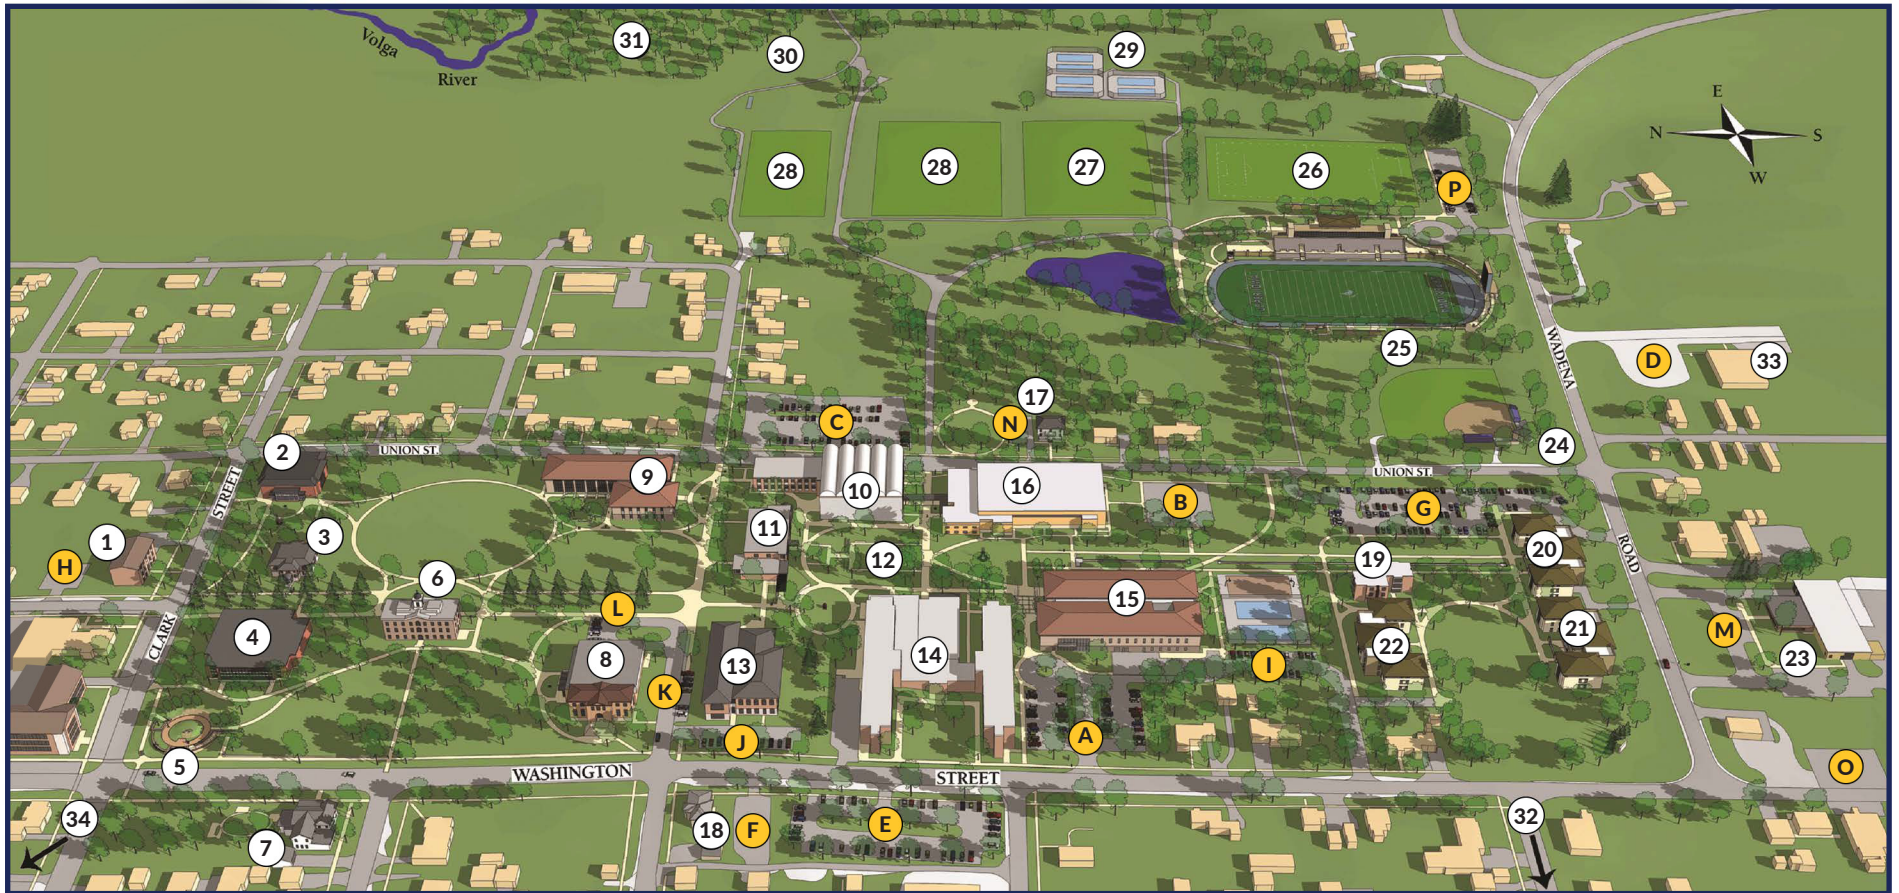 Volga
River
31
30
29
E
N
S
W
28
28
27
26
P
25
WADENA
D
33
C
N
17
2
UNION ST.
24
9
UNION ST.
STREET
10
16
B
G
11
3
1
H
12
20
19
ROAD
6
L
15
CLARK
4
M
21
22
8
13
14
I
23
K
J
A
5
WASHINGTON
STREET
O
34
7
18
F
E
32